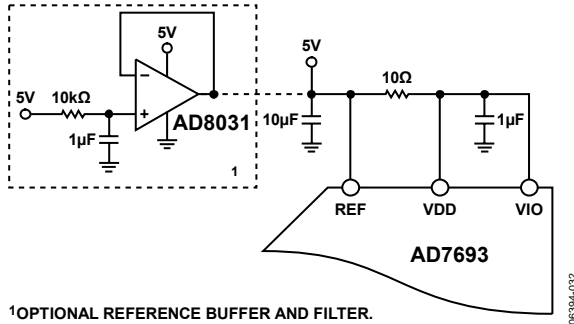 5V
5V
10kΩ
5V
10Ω
−
+
AD8031
10µF
1µF
1µF
1
REF
VDD
VIO
AD7693
1OPTIONAL REFERENCE BUFFER AND FILTER.
06394-032